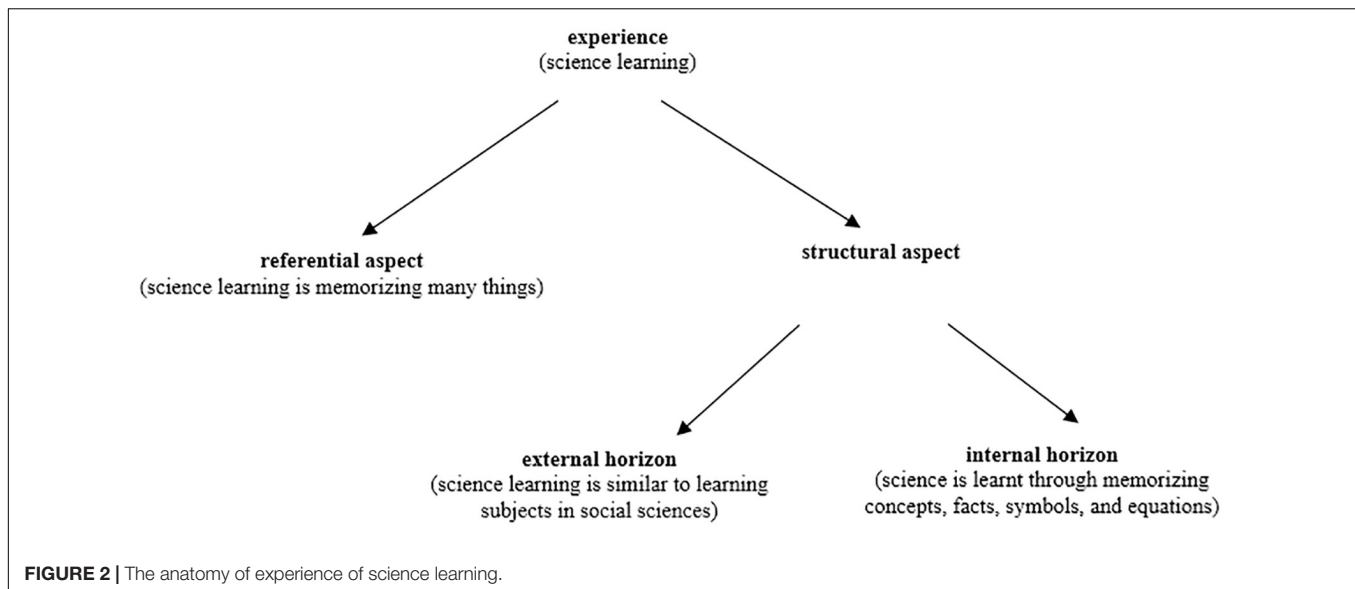 experience
(science learning)
referential aspect
(science learning is memorizing many things)
structural aspect
external horizon
(science learning is similar to learning
subjects in social sciences)
internal horizon
(science is learnt through memorizing
concepts, facts, symbols, and equations)
FIGURE 2 | The anatomy of experience of science learning.